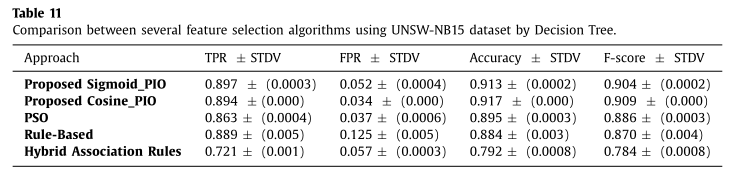 Table 11
Comparison between several feature selection algorithms using UNSW-NB15 dataset by Decision Tree.
Approach TPR ± STDV FPR ± STDV Accuracy ± STDV F-score ± STDV
Proposed Sigmoid_PIO 0.897 ± (0.0003) 0.052 ± (0.0004) 0.913 ± (0.0002) 0.904 ± (0.0002)
Proposed Cosine_PIO 0.894 ± (0.000) 0.034 ± (0.000) 0.917 ± (0.000) 0.909 ± (0.000)
PSO 0.863 ± (0.0004) 0.037 ± (0.0006) 0.895 ± (0.0003) 0.886 ± (0.0003)
Rule-Based 0.889 ± (0.005) 0.125 ± (0.005) 0.884 ± (0.003) 0.870 ± (0.004)
Hybrid Association Rules 0.721 ± (0.001) 0.057 ± (0.0003) 0.792 ± (0.0008) 0.784 ± (0.0008)